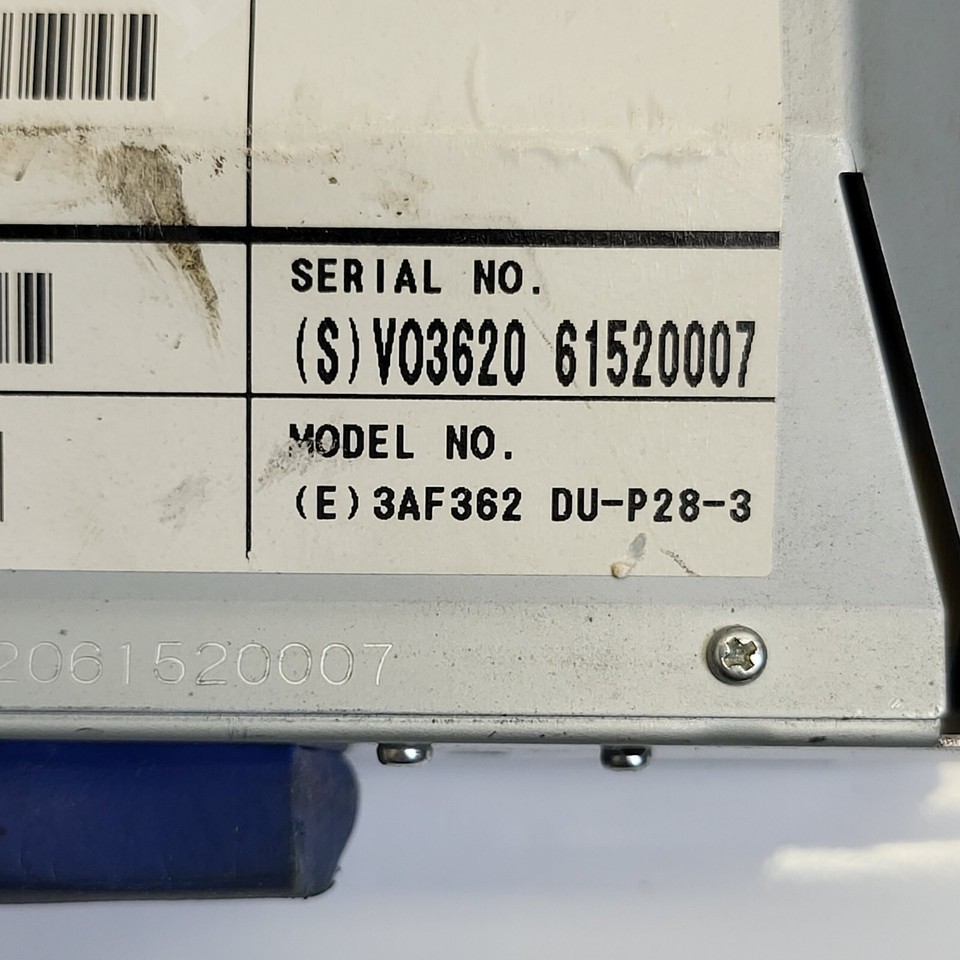 SERIAL NO.
(S)V03620 61520007
MODEL NO.
(E)3AF362 DU-P28-3
2061520007